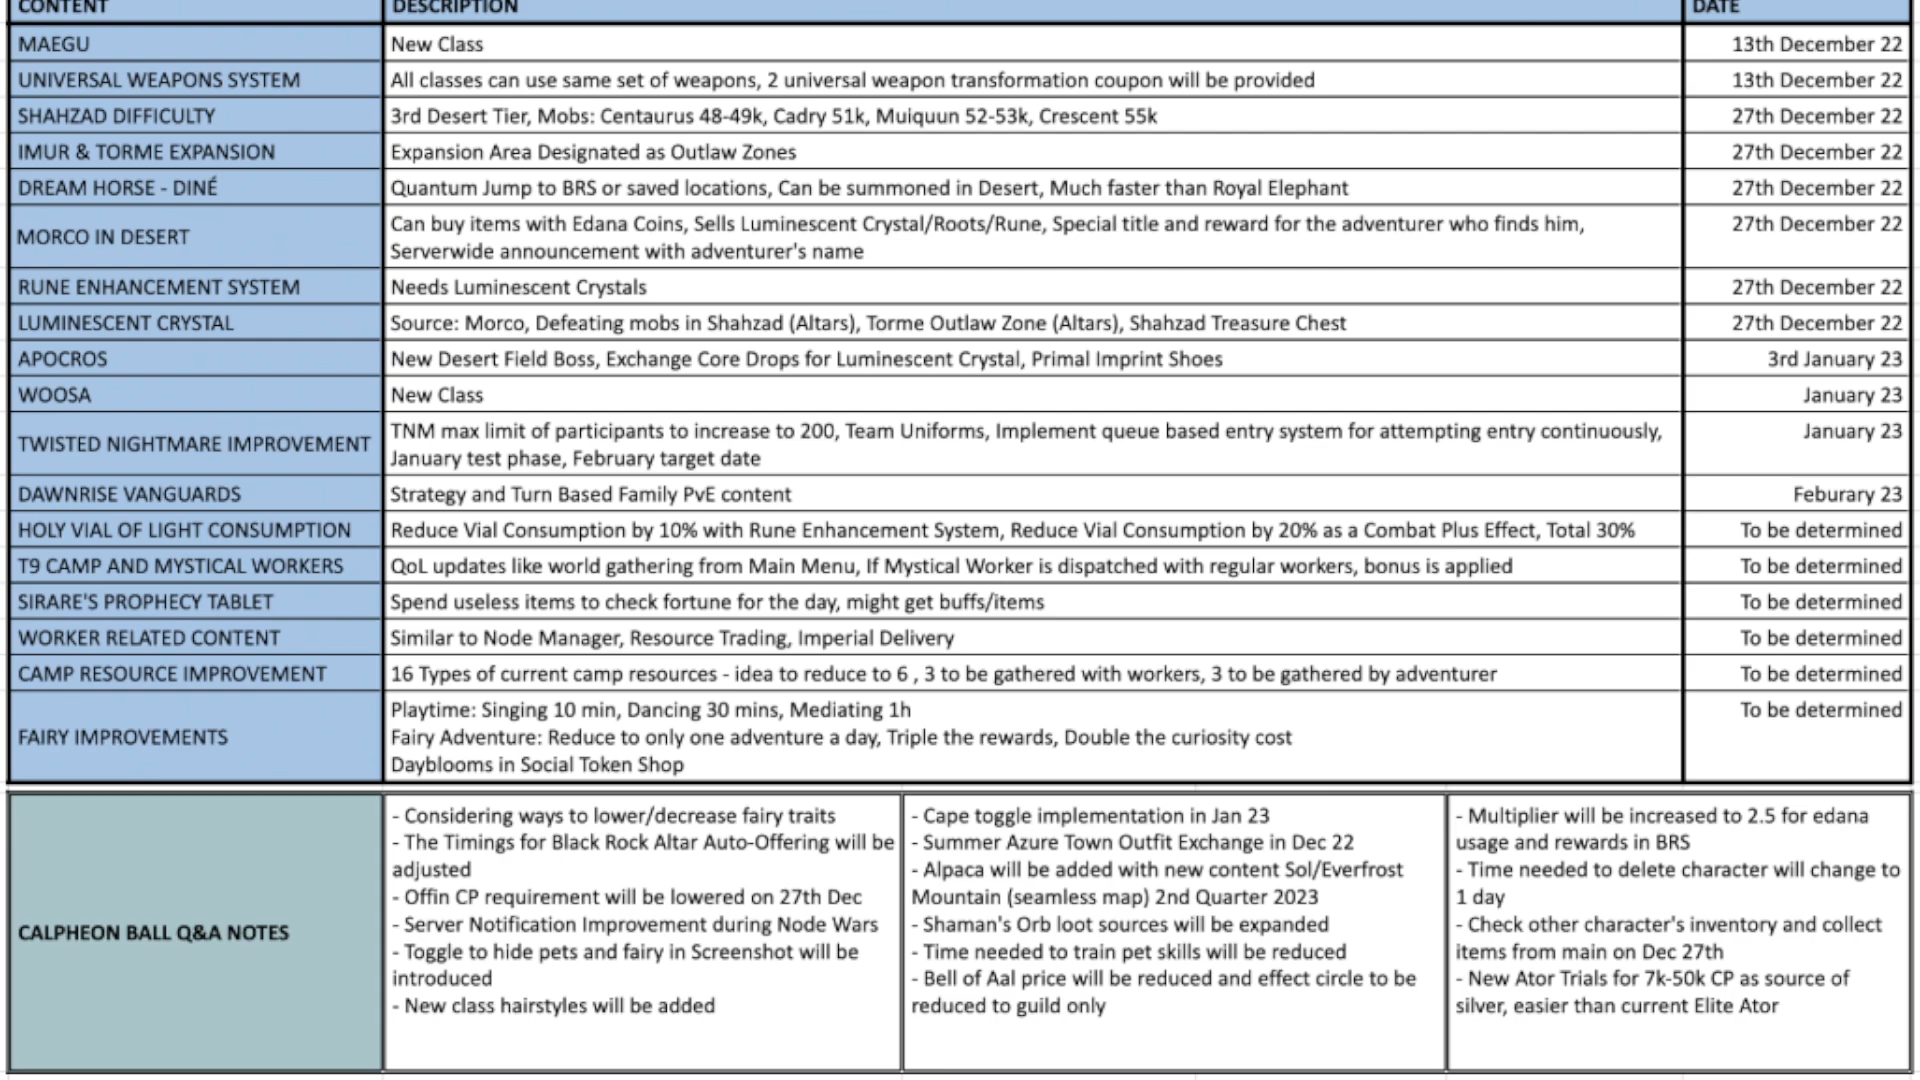 CONTENT DESCRIPTION DATE
MAEGU New Class 13th December 22
UNIVERSAL WEAPONS SYSTEM All classes can use same set of weapons, 2 universal weapon transformation coupon will be provided 13th December 22
SHAHZAD DIFFICULTY 3rd Desert Tier, Mobs: Centaurus 48-49k, Cadry 51k, Muiquun 52-53k, Crescent 55k 27th December 22
IMUR & TORME EXPANSION Expansion Area Designated as Outlaw Zones 27th December 22
DREAM HORSE - DINÉ Quantum Jump to BRS or saved locations, Can be summoned in Desert, Much faster than Royal Elephant 27th December 22
MORCO IN DESERT Can buy items with Edana Coins, Sells Luminescent Crystal/Roots/Rune, Special title and reward for the adventurer who finds him, 27th December 22
Serverwide announcement with adventurer's name
RUNE ENHANCEMENT SYSTEM Needs Luminescent Crystals 27th December 22
LUMINESCENT CRYSTAL Source: Morco, Defeating mobs in Shahzad (Altars), Torme Outlaw Zone (Altars), Shahzad Treasure Chest 27th December 22
APOCROS New Desert Field Boss, Exchange Core Drops for Luminescent Crystal, Primal Imprint Shoes 3rd January 23
WOOSA New Class January 23
TWISTED NIGHTMARE IMPROVEMENT TNM max limit of participants to increase to 200, Team Uniforms, Implement queue based entry system for attempting entry continuously, January 23
January test phase, February target date
DAWNRISE VANGUARDS Strategy and Turn Based Family PvE content Feburary 23
HOLY VIAL OF LIGHT CONSUMPTION Reduce Vial Consumption by 10% with Rune Enhancement System, Reduce Vial Consumption by 20% as a Combat Plus Effect, Total 30% To be determined
T9 CAMP AND MYSTICAL WORKERS QoL updates like world gathering from Main Menu, If Mystical Worker is dispatched with regular workers, bonus is applied To be determined
SIRARE'S PROPHECY TABLET Spend useless items to check fortune for the day, might get buffs/items To be determined
WORKER RELATED CONTENT Similar to Node Manager, Resource Trading, Imperial Delivery To be determined
CAMP RESOURCE IMPROVEMENT 16 Types of current camp resources - idea to reduce to 6 , 3 to be gathered with workers, 3 to be gathered by adventurer To be determined
FAIRY IMPROVEMENTS Playtime: Singing 10 min, Dancing 30 mins, Mediating 1h To be determined
Fairy Adventure: Reduce to only one adventure a day, Triple the rewards, Double the curiosity cost
Dayblooms in Social Token Shop
CALPHEON BALL Q&A NOTES
- Considering ways to lower/decrease fairy traits
- The Timings for Black Rock Altar Auto-Offering will be
adjusted
- Offin CP requirement will be lowered on 27th Dec
- Server Notification Improvement during Node Wars
- Toggle to hide pets and fairy in Screenshot will be
introduced
- New class hairstyles will be added
- Cape toggle implementation in Jan 23
- Summer Azure Town Outfit Exchange in Dec 22
- Alpaca will be added with new content Sol/Everfrost
Mountain (seamless map) 2nd Quarter 2023
- Shaman's Orb loot sources will be expanded
- Time needed to train pet skills will be reduced
- Bell of Aal price will be reduced and effect circle to be
reduced to guild only
- Multiplier will be increased to 2.5 for edana
usage and rewards in BRS
- Time needed to delete character will change to
1 day
- Check other character's inventory and collect
items from main on Dec 27th
- New Ator Trials for 7k-50k CP as source of
silver, easier than current Elite Ator